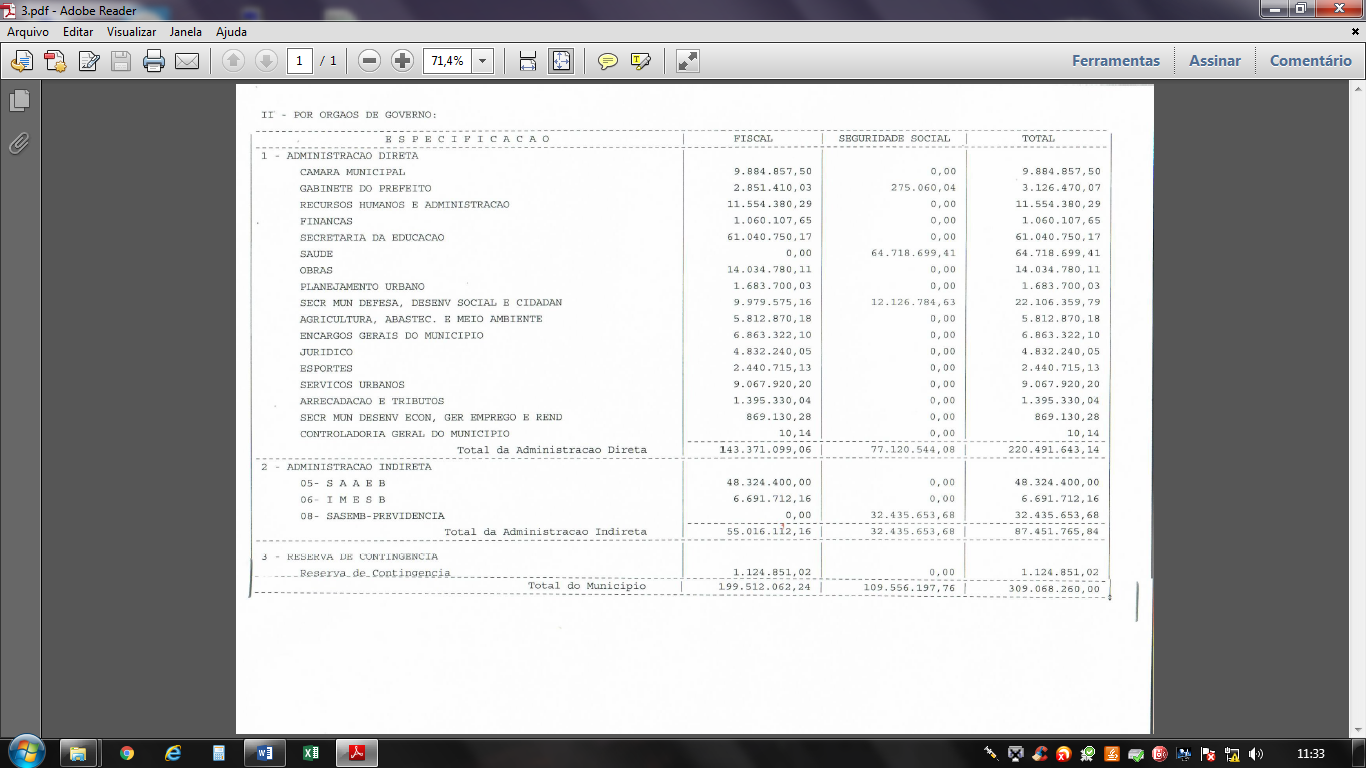 3.pdf - Adobe Reader
Arquivo Editar Visualizar Janela Ajuda
1 / 1 71,4% Ferramentas Assinar Comentário
II - POR ORGAOS DE GOVERNO:
E S P E C I F I C A C A O FISCAL SEGURIDADE SOCIAL TOTAL
1 - ADMINISTRACAO DIRETA
CAMARA MUNICIPAL 9.884.857,50 0,00 9.884.857,50
GABINETE DO PREFEITO 2.851.410,03 275.060,04 3.126.470,07
RECURSOS HUMANOS E ADMINISTRACAO 11.554.380,29 0,00 11.554.380,29
FINANCAS 1.060.107,65 0,00 1.060.107,65
SECRETARIA DA EDUCACAO 61.040.750,17 0,00 61.040.750,17
SAUDE 0,00 64.718.699,41 64.718.699,41
OBRAS 14.034.780,11 0,00 14.034.780,11
PLANEJAMENTO URBANO 1.683.700,03 0,00 1.683.700,03
SECR MUN DEFESA, DESENV SOCIAL E CIDADAN 9.979.575,16 12.126.784,63 22.106.359,79
AGRICULTURA, ABASTEC. E MEIO AMBIENTE 5.812.870,18 0,00 5.812.870,18
ENCARGOS GERAIS DO MUNICIPIO 6.863.322,10 0,00 6.863.322,10
JURIDICO 4.832.240,05 0,00 4.832.240,05
ESPORTES 2.440.715,13 0,00 2.440.715,13
SERVICOS URBANOS 9.067.920,20 0,00 9.067.920,20
ARRECADACAO E TRIBUTOS 1.395.330,04 0,00 1.395.330,04
SECR MUN DESENV ECON, GER EMPREGO E REND 869.130,28 0,00 869.130,28
CONTROLADORIA GERAL DO MUNICIPIO 10,14 0,00 10,14
Total da Administracao Direta 143.371.099,06 77.120.544,08 220.491.643,14
2 - ADMINISTRACAO INDIRETA
05- S A A E B 48.324.400,00 0,00 48.324.400,00
06- I M E S B 6.691.712,16 0,00 6.691.712,16
08- SASEMB-PREVIDENCIA 0,00 32.435.653,68 32.435.653,68
Total da Administracao Indireta 55.016.112,16 32.435.653,68 87.451.765,84
3 - RESERVA DE CONTINGENCIA
Reserva de Contingencia 1.124.851,02 0,00 1.124.851,02
Total do Municipio 199.512.062,24 109.556.197,76 309.068.260,00
11:33